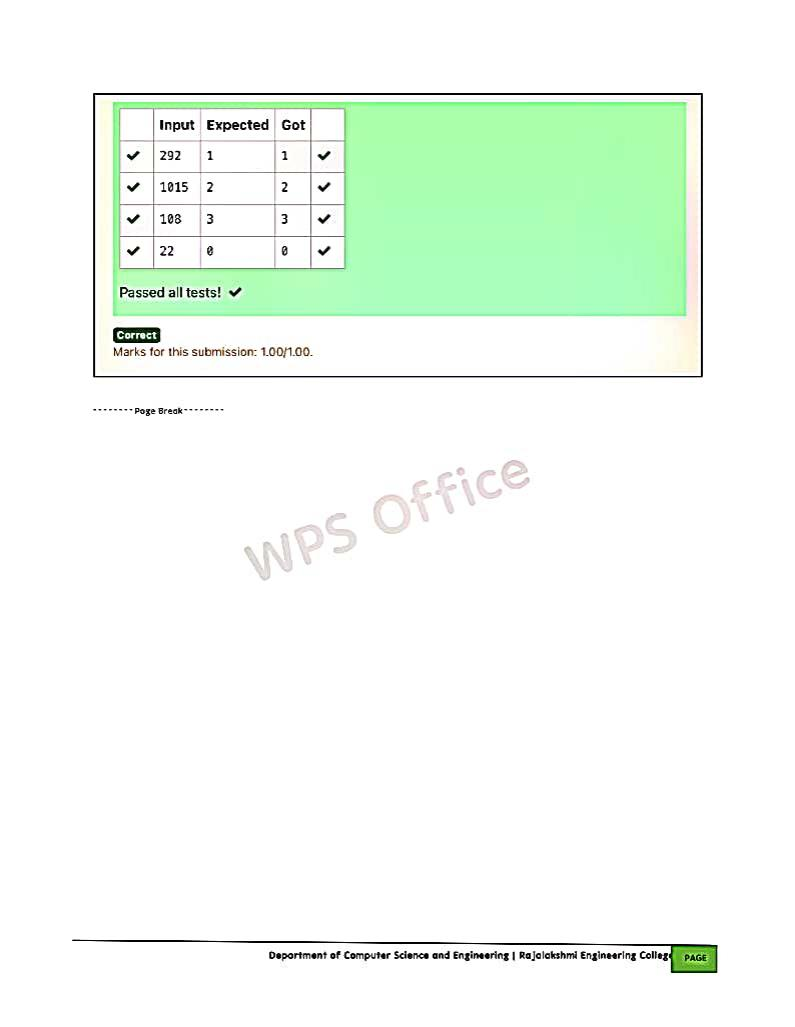 Input Expected Got
✔ 292 1 1 ✔
✔ 1015 2 2 ✔
✔ 108 3 3 ✔
✔ 22 0 0 ✔
Passed all tests! ✔
Correct
Marks for this submission: 1.00/1.00.
--------Page Break--------
WPS Office
Department of Computer Science and Engineering | Rajalakshmi Engineering College
PAGE